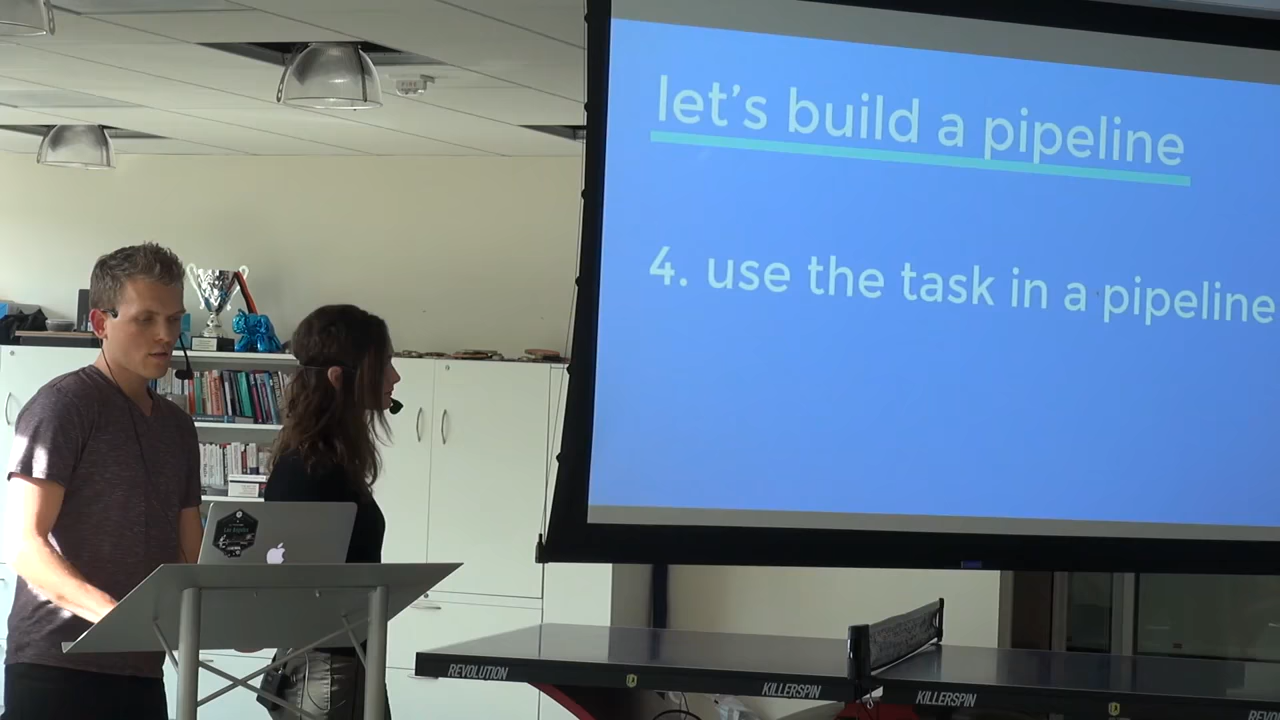 let's build a pipeline
4. use the task in a pipeline
REVOLUTION
KILLERSPIN
KILLERSPIN